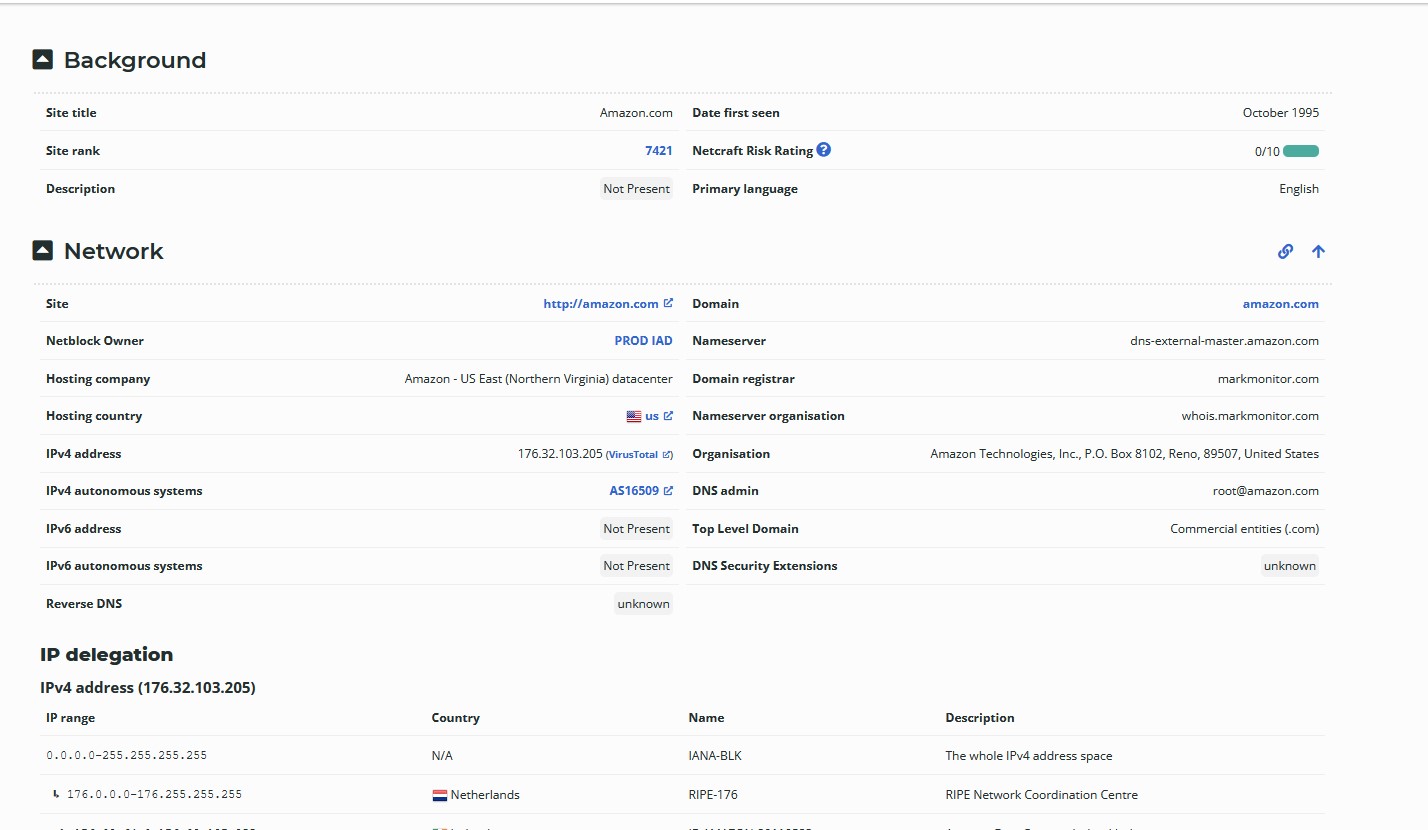 Background
Site title Amazon.com Date first seen October 1995
Site rank 7421 Netcraft Risk Rating ? 0/10
Description Not Present Primary language English
Network
Site http://amazon.com Domain amazon.com
Netblock Owner PROD IAD Nameserver dns-external-master.amazon.com
Hosting company Amazon - US East (Northern Virginia) datacenter Domain registrar markmonitor.com
Hosting country us Nameserver organisation whois.markmonitor.com
IPv4 address 176.32.103.205 (VirusTotal) Organisation Amazon Technologies, Inc., P.O. Box 8102, Reno, 89507, United States
IPv4 autonomous systems AS16509 DNS admin root@amazon.com
IPv6 address Not Present Top Level Domain Commercial entities (.com)
IPv6 autonomous systems Not Present DNS Security Extensions unknown
Reverse DNS unknown
IP delegation
IPv4 address (176.32.103.205)
IP range Country Name Description
0.0.0.0-255.255.255.255 N/A IANA-BLK The whole IPv4 address space
↳ 176.0.0.0-176.255.255.255 Netherlands RIPE-176 RIPE Network Coordination Centre